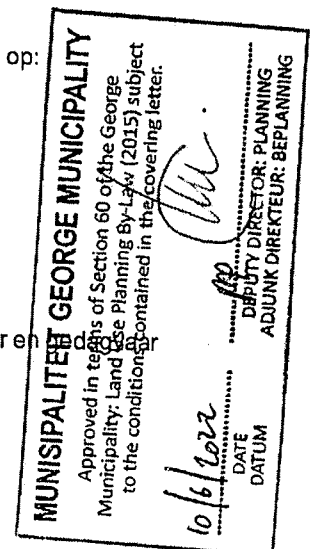 op:
MUNISIPALITEIT GEORGE MUNICIPALITY
Approved in terms of Section 60 of the George
Municipality: Land Use Planning By-Law (2015) subject
to the conditions contained in the covering letter.
10/6/2022
DATE
DATUM
DEPUTY DIRECTOR: PLANNING
ADJUNK DIREKTEUR: BEPLANNING